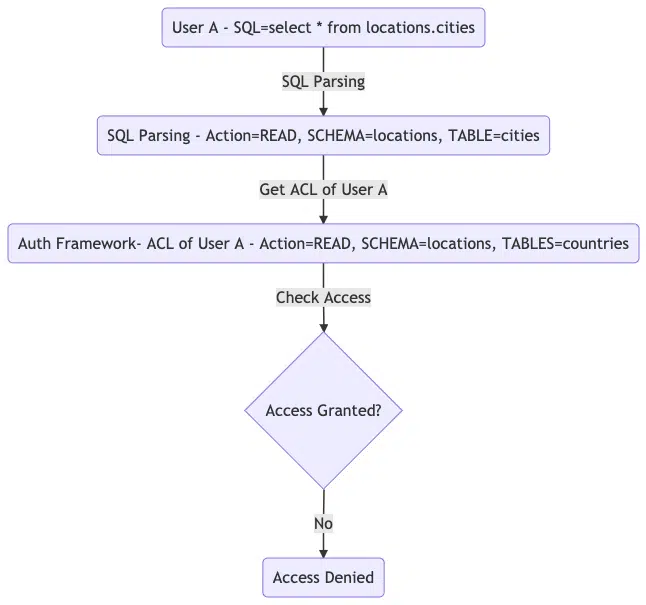 User A - SQL=select * from locations.cities
SQL Parsing
SQL Parsing - Action=READ, SCHEMA=locations, TABLE=cities
Get ACL of User A
Auth Framework- ACL of User A - Action=READ, SCHEMA=locations, TABLES=countries
Check Access
Access Granted?
No
Access Denied